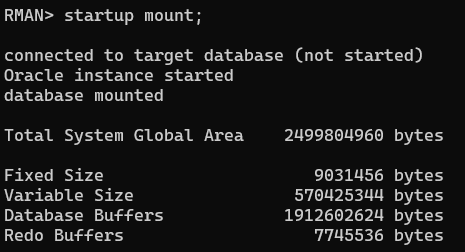 RMAN> startup mount;
connected to target database (not started)
Oracle instance started
database mounted
Total System Global Area 2499804960 bytes
Fixed Size 9031456 bytes
Variable Size 570425344 bytes
Database Buffers 1912602624 bytes
Redo Buffers 7745536 bytes